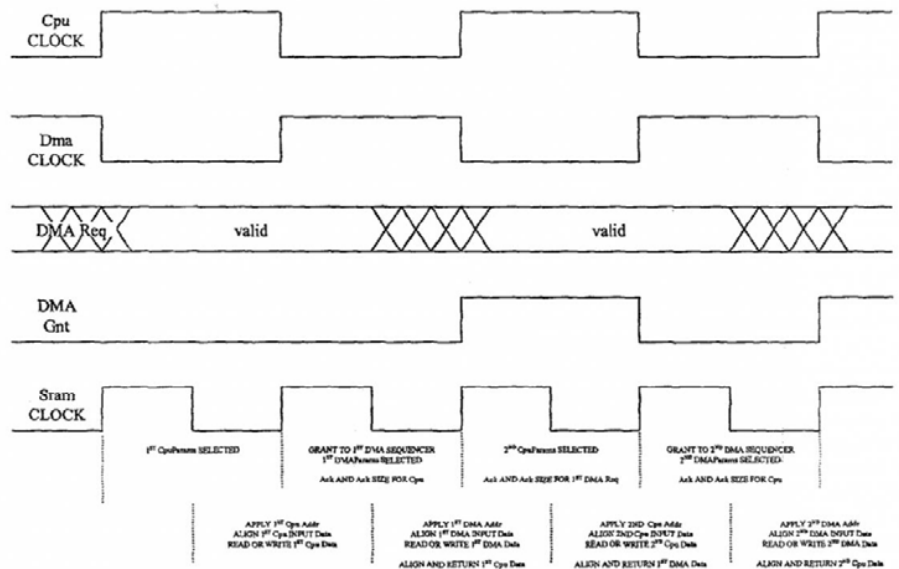 Cpu
CLOCK
Dma
CLOCK
DMA Req
valid
valid
DMA
Gnt
Sram
CLOCK
1ST CpuParams SELECTED
GRANT TO 1ST DMA SEQUENCER
1ST DMAParams SELECTED
Ack AND Ack SIZE FOR Cpu
2ND CpuParams SELECTED
Ack AND Ack SIZE FOR 1ST DMA Req
GRANT TO 2ND DMA SEQUENCER
2ND DMAParams SELECTED
Ack AND Ack SIZE FOR Cpu
APPLY 1ST Cpu Addr
ALIGN 1ST Cpu INPUT Data
READ OR WRITE 1ST Cpu Data
APPLY 1ST DMA Addr
ALIGN 1ST DMA INPUT Data
READ OR WRITE 1ST DMA Data
ALIGN AND RETURN 1ST Cpu Data
APPLY 2ND Cpu Addr
ALIGN 2ND Cpu INPUT Data
READ OR WRITE 2ND Cpu Data
ALIGN AND RETURN 1ST DMA Data
APPLY 2ND DMA Addr
ALIGN 2ND DMA INPUT Data
READ OR WRITE 2ND DMA Data
ALIGN AND RETURN 2ND Cpu Data